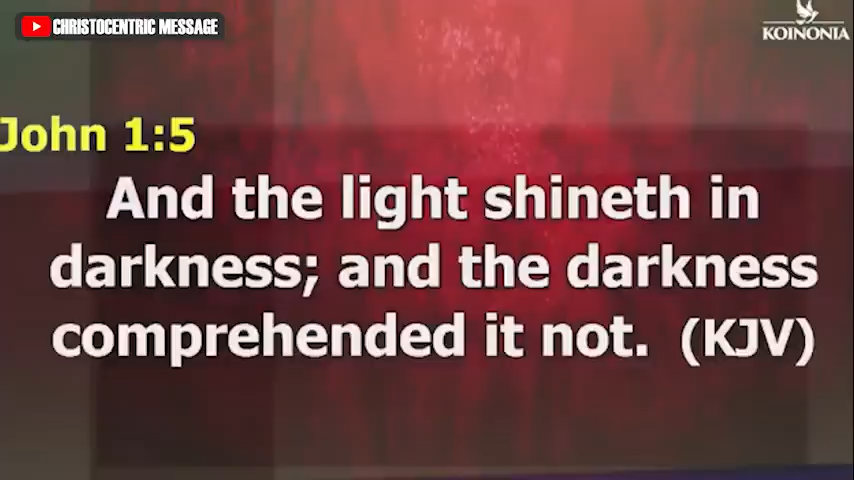 CHRISTOCENTRIC MESSAGE
KOINONIA
John 1:5
And the light shineth in
darkness; and the darkness
comprehended it not. (KJV)